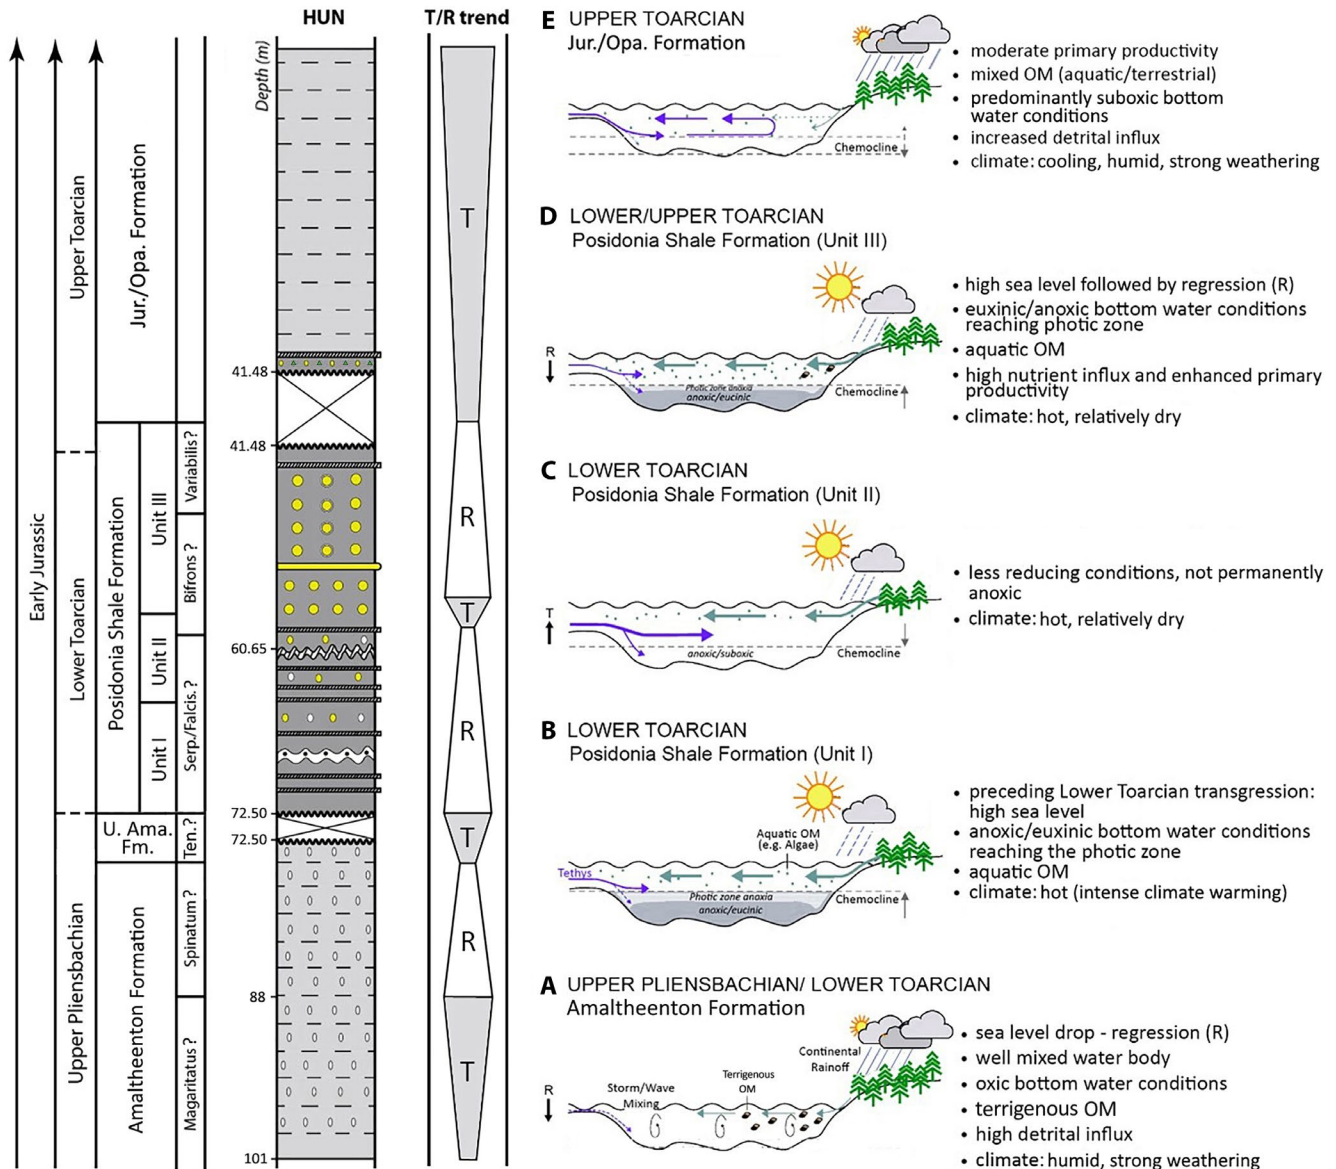 HUN
T/R trend
Depth (m)
Early Jurassic
Upper Toarcian
Lower Toarcian
Upper Pliensbachian
Jur./Opa. Formation
Posidonia Shale Formation
U. Ama.
Fm.
Amaltheenton Formation
Unit III
Unit II
Unit I
Variabilis?
Bifrons ?
Serp./Falcis.?
Ten.?
Spinatum ?
Magaritatus ?
41.48
41.48
60.65
72.50
72.50
88
101
T
R
T
R
T
R
T
E UPPER TOARCIAN
Jur./Opa. Formation
Chemocline
• moderate primary productivity
• mixed OM (aquatic/terrestrial)
• predominantly suboxic bottom
water conditions
• increased detrital influx
• climate: cooling, humid, strong weathering
D LOWER/UPPER TOARCIAN
Posidonia Shale Formation (Unit III)
R
Photic zone anoxia
anoxic/eucinic
Chemocline
• high sea level followed by regression (R)
• euxinic/anoxic bottom water conditions
reaching photic zone
• aquatic OM
• high nutrient influx and enhanced primary
productivity
• climate: hot, relatively dry
C LOWER TOARCIAN
Posidonia Shale Formation (Unit II)
T
anoxic/suboxic
Chemocline
• less reducing conditions, not permanently
anoxic
• climate: hot, relatively dry
B LOWER TOARCIAN
Posidonia Shale Formation (Unit I)
Aquatic OM
(e.g. Algae)
Tethys
Photic zone anoxia
anoxic/eucinic
Chemocline
• preceding Lower Toarcian transgression:
high sea level
• anoxic/euxinic bottom water conditions
reaching the photic zone
• aquatic OM
• climate: hot (intense climate warming)
A UPPER PLIENSBACHIAN/ LOWER TOARCIAN
Amaltheenton Formation
Continental
Rainoff
Terrigenous
OM
Storm/Wave
Mixing
R
• sea level drop - regression (R)
• well mixed water body
• oxic bottom water conditions
• terrigenous OM
• high detrital influx
• climate: humid, strong weathering